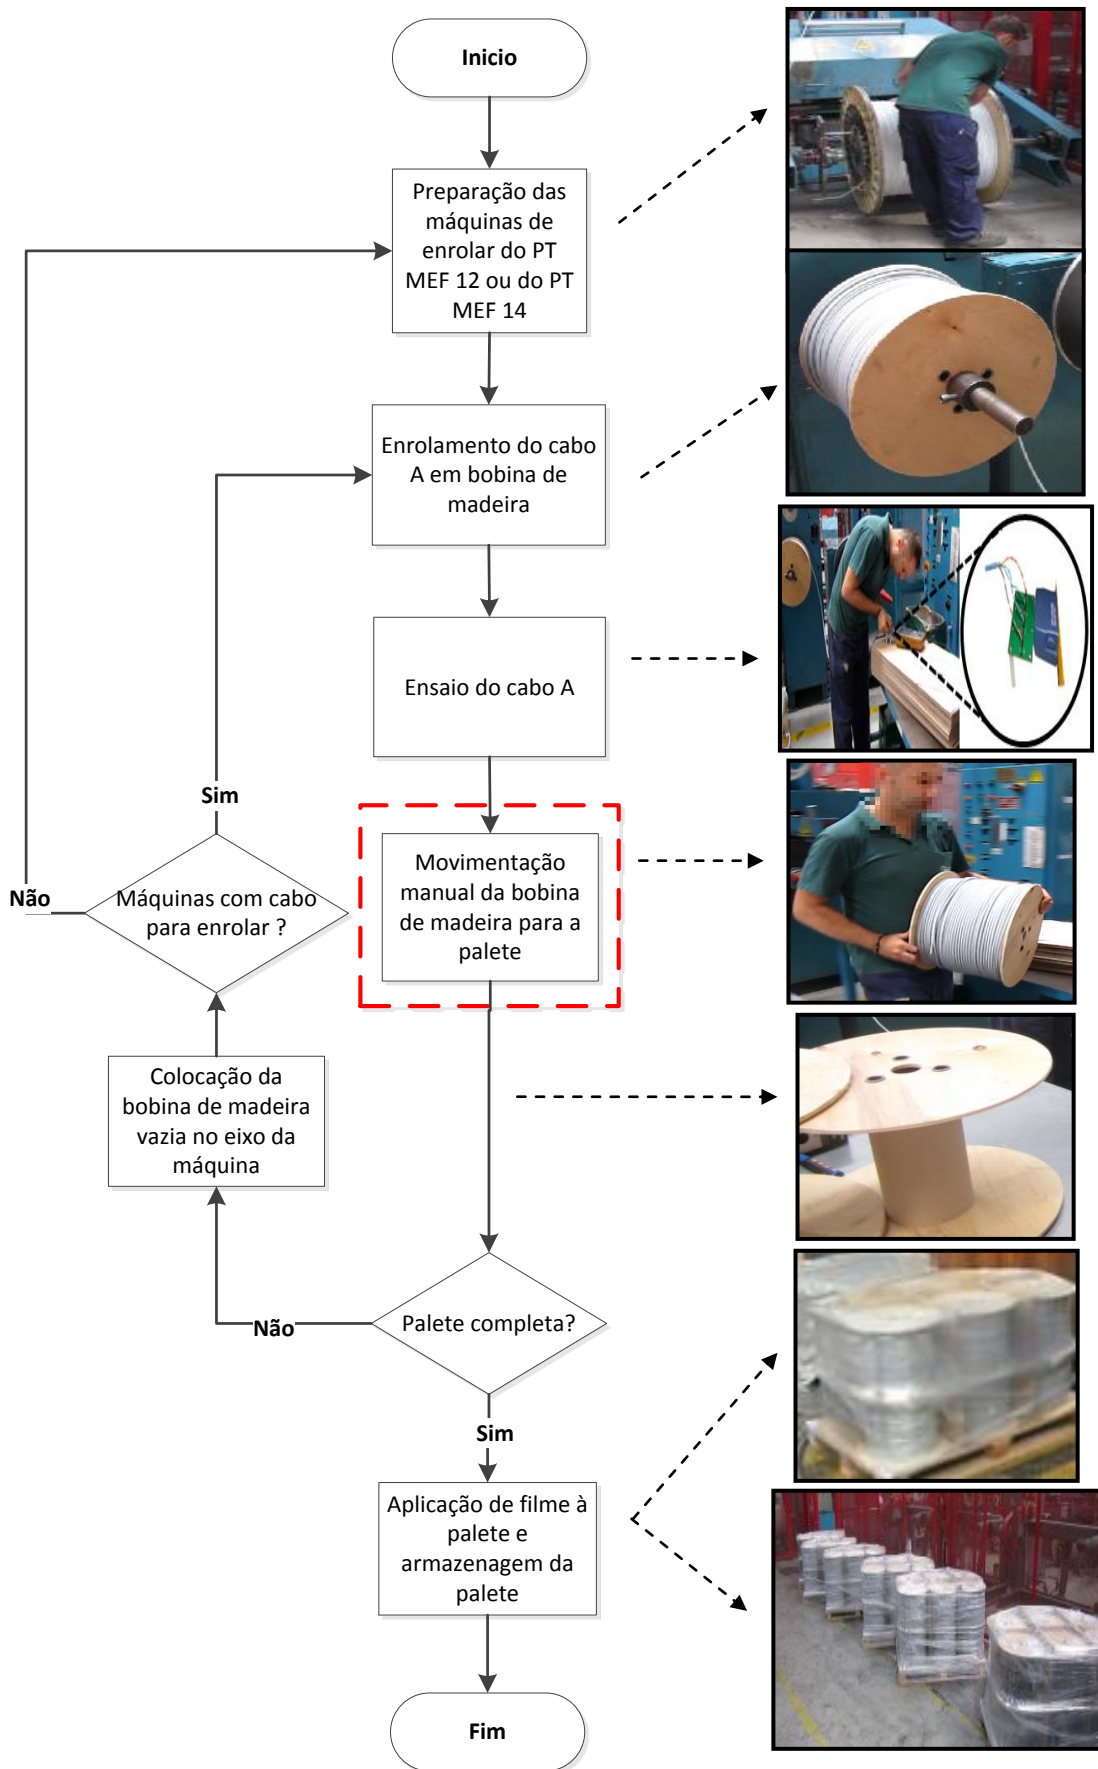 Inicio
Preparação das
máquinas de
enrolar do PT
MEF 12 ou do PT
MEF 14
Enrolamento do cabo
A em bobina de
madeira
Ensaio do cabo A
Sim
Movimentação
manual da bobina
de madeira para a
palete
Não
Máquinas com cabo
para enrolar ?
Colocação da
bobina de madeira
vazia no eixo da
máquina
Não
Palete completa?
Sim
Aplicação de filme à
palete e
armazenagem da
palete
Fim